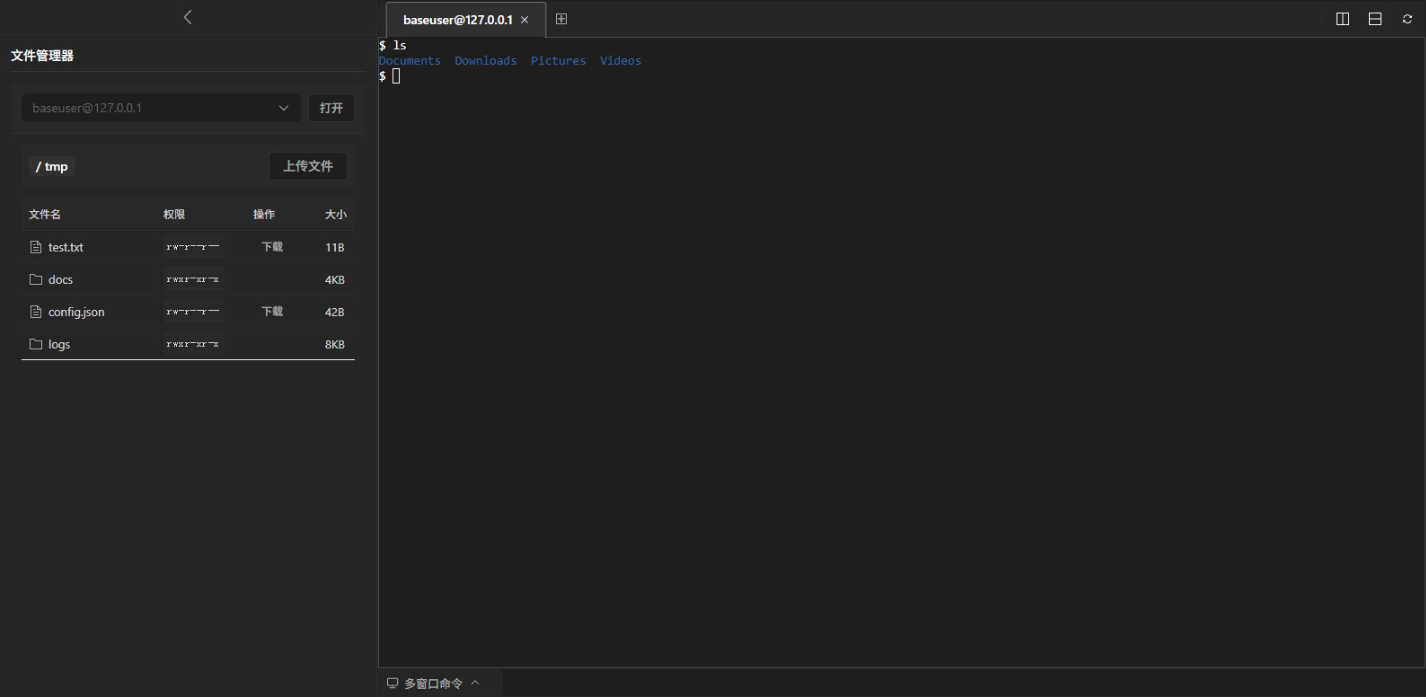 baseuser@127.0.0.1
文件管理器
baseuser@127.0.0.1 打开
/ tmp 上传文件
文件名 权限 操作 大小
test.txt rw-r--r-- 下载 11B
docs rwxr-xr-x 4KB
config.json rw-r--r-- 下载 42B
logs rwxr-xr-x 8KB
$ ls
Documents Downloads Pictures Videos
$
多窗口命令